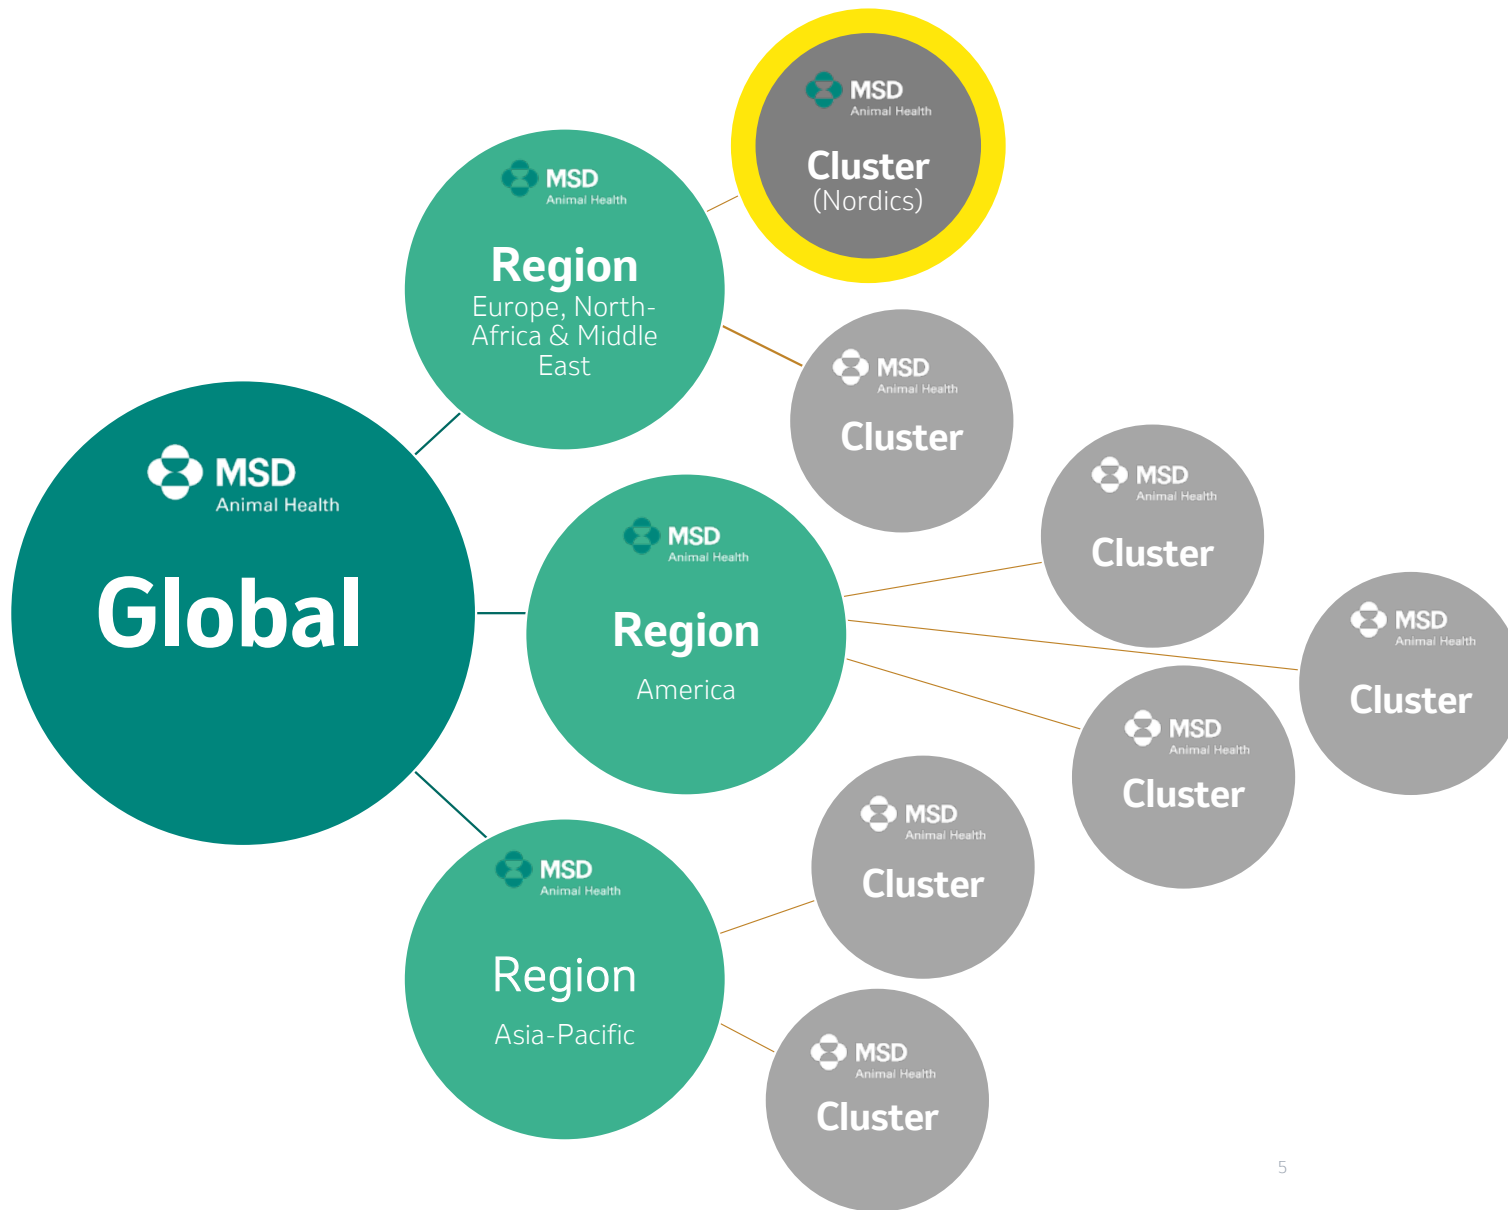 MSD
Animal Health
Global
MSD
Animal Health
Region
Europe, North-
Africa & Middle
East
MSD
Animal Health
Cluster
(Nordics)
MSD
Animal Health
Cluster
MSD
Animal Health
Region
America
MSD
Animal Health
Cluster
MSD
Animal Health
Cluster
MSD
Animal Health
Cluster
MSD
Animal Health
Region
Asia-Pacific
MSD
Animal Health
Cluster
MSD
Animal Health
Cluster
5